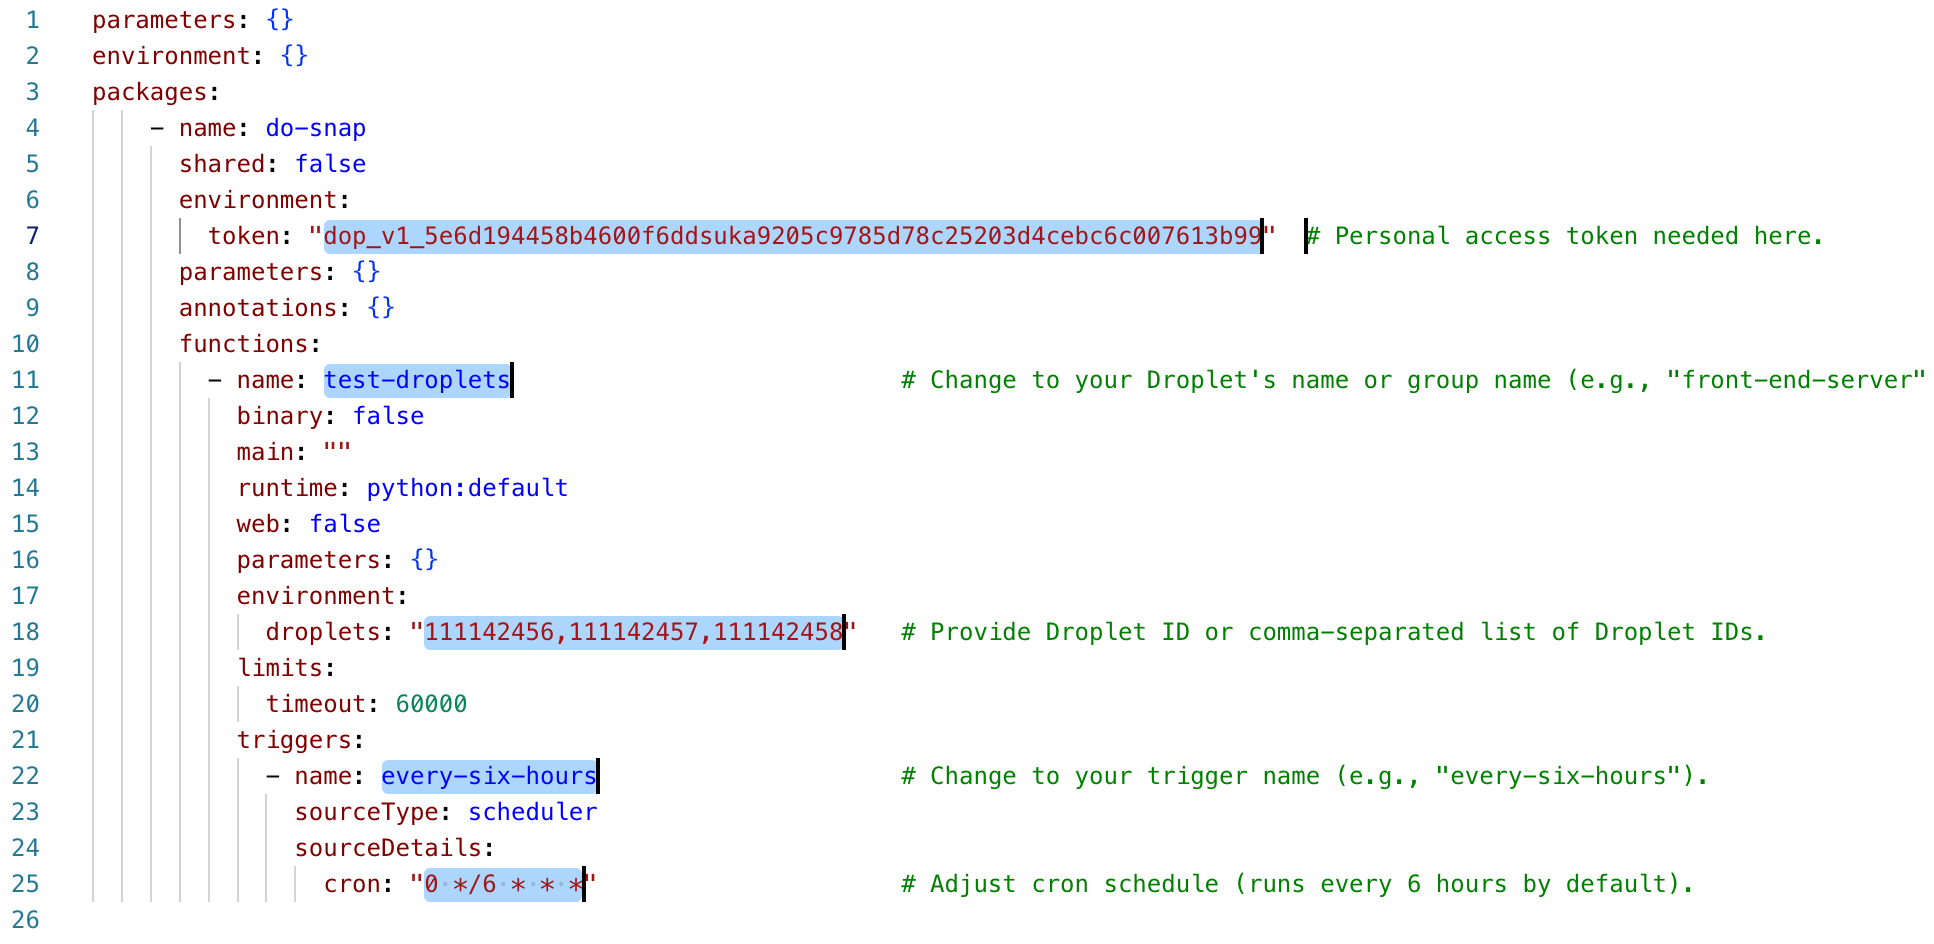 1 parameters: {}
2 environment: {}
3 packages:
4 - name: do-snap
5 shared: false
6 environment:
7 token: "dop_v1_5e6d194458b4600f6ddsuka9205c9785d78c25203d4cebc6c007613b99" # Personal access token needed here.
8 parameters: {}
9 annotations: {}
10 functions:
11 - name: test-droplets # Change to your Droplet's name or group name (e.g., "front-end-server"
12 binary: false
13 main: ""
14 runtime: python:default
15 web: false
16 parameters: {}
17 environment:
18 droplets: "111142456,111142457,111142458" # Provide Droplet ID or comma-separated list of Droplet IDs.
19 limits:
20 timeout: 60000
21 triggers:
22 - name: every-six-hours # Change to your trigger name (e.g., "every-six-hours").
23 sourceType: scheduler
24 sourceDetails:
25 cron: "0 */6 * * *" # Adjust cron schedule (runs every 6 hours by default).
26